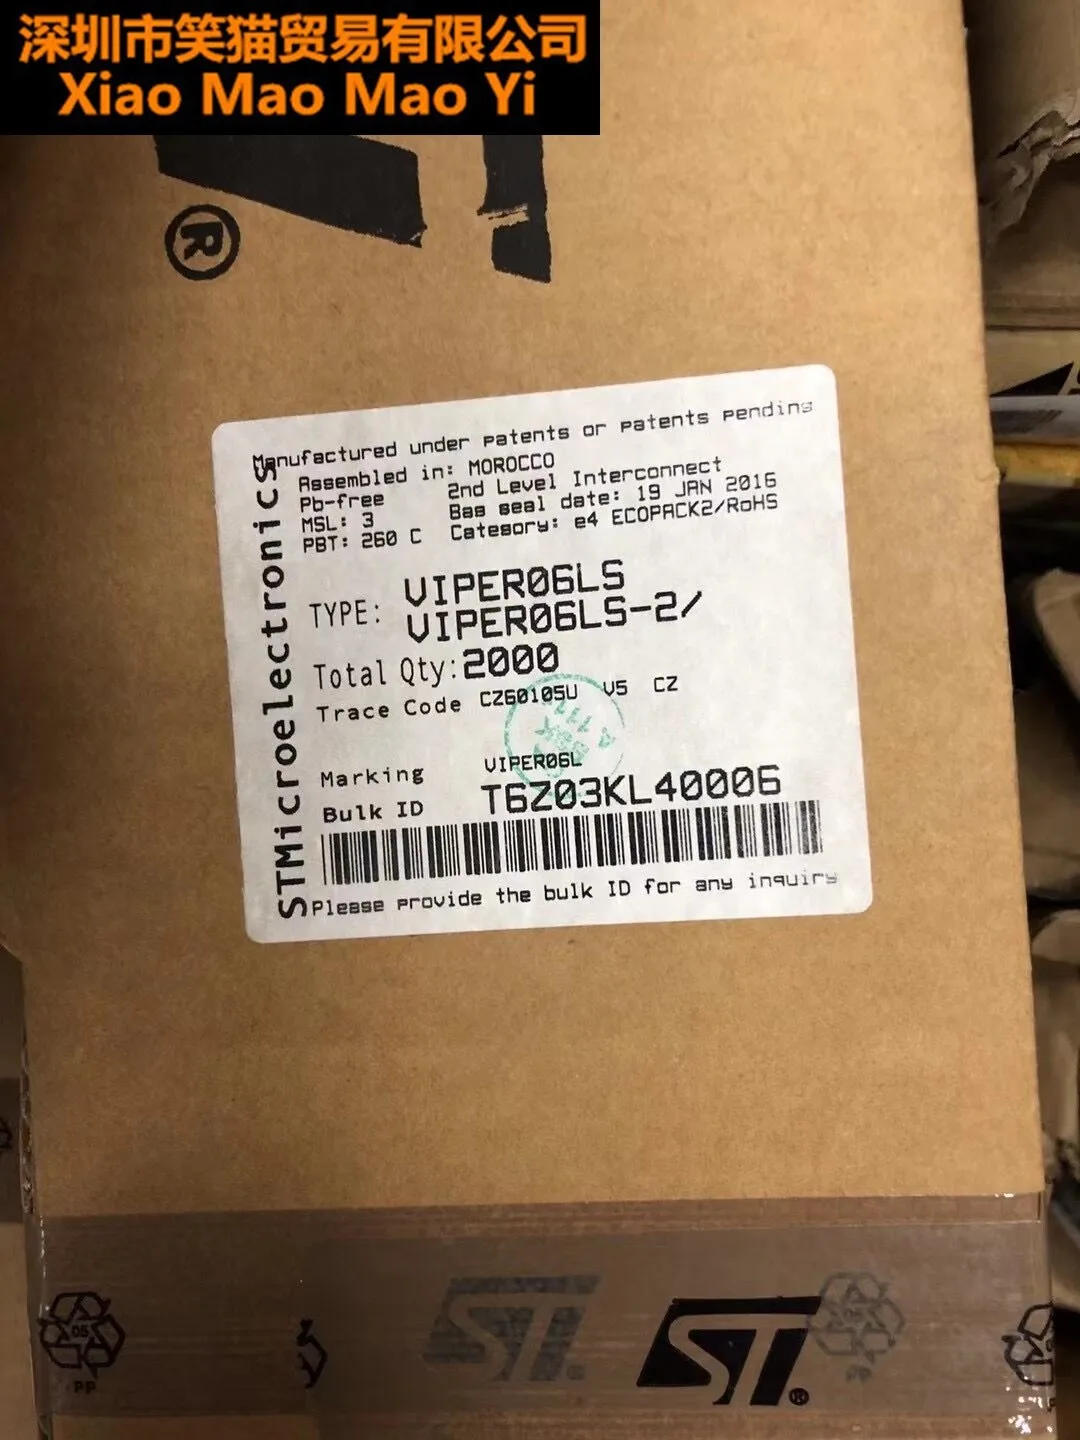 深圳市笑猫贸易有限公司
Xiao Mao Mao Yi
®
STMicroelectronics
Manufactured under patents or patents pending
Assembled in: MOROCCO
Pb-free 2nd Level Interconnect
MSL: 3 Bag seal date: 19 JAN 2016
PBT: 260 C Category: e4 ECOPACK2/RoHS
TYPE: VIPER06LS
VIPER06LS-2/
Total Qty: 2000
Trace Code CZ60105U V5 CZ
Marking VIPER06L
Bulk ID T6Z03KL40006
Please provide the bulk ID for any inquiry
05
PP
ST.
ST®